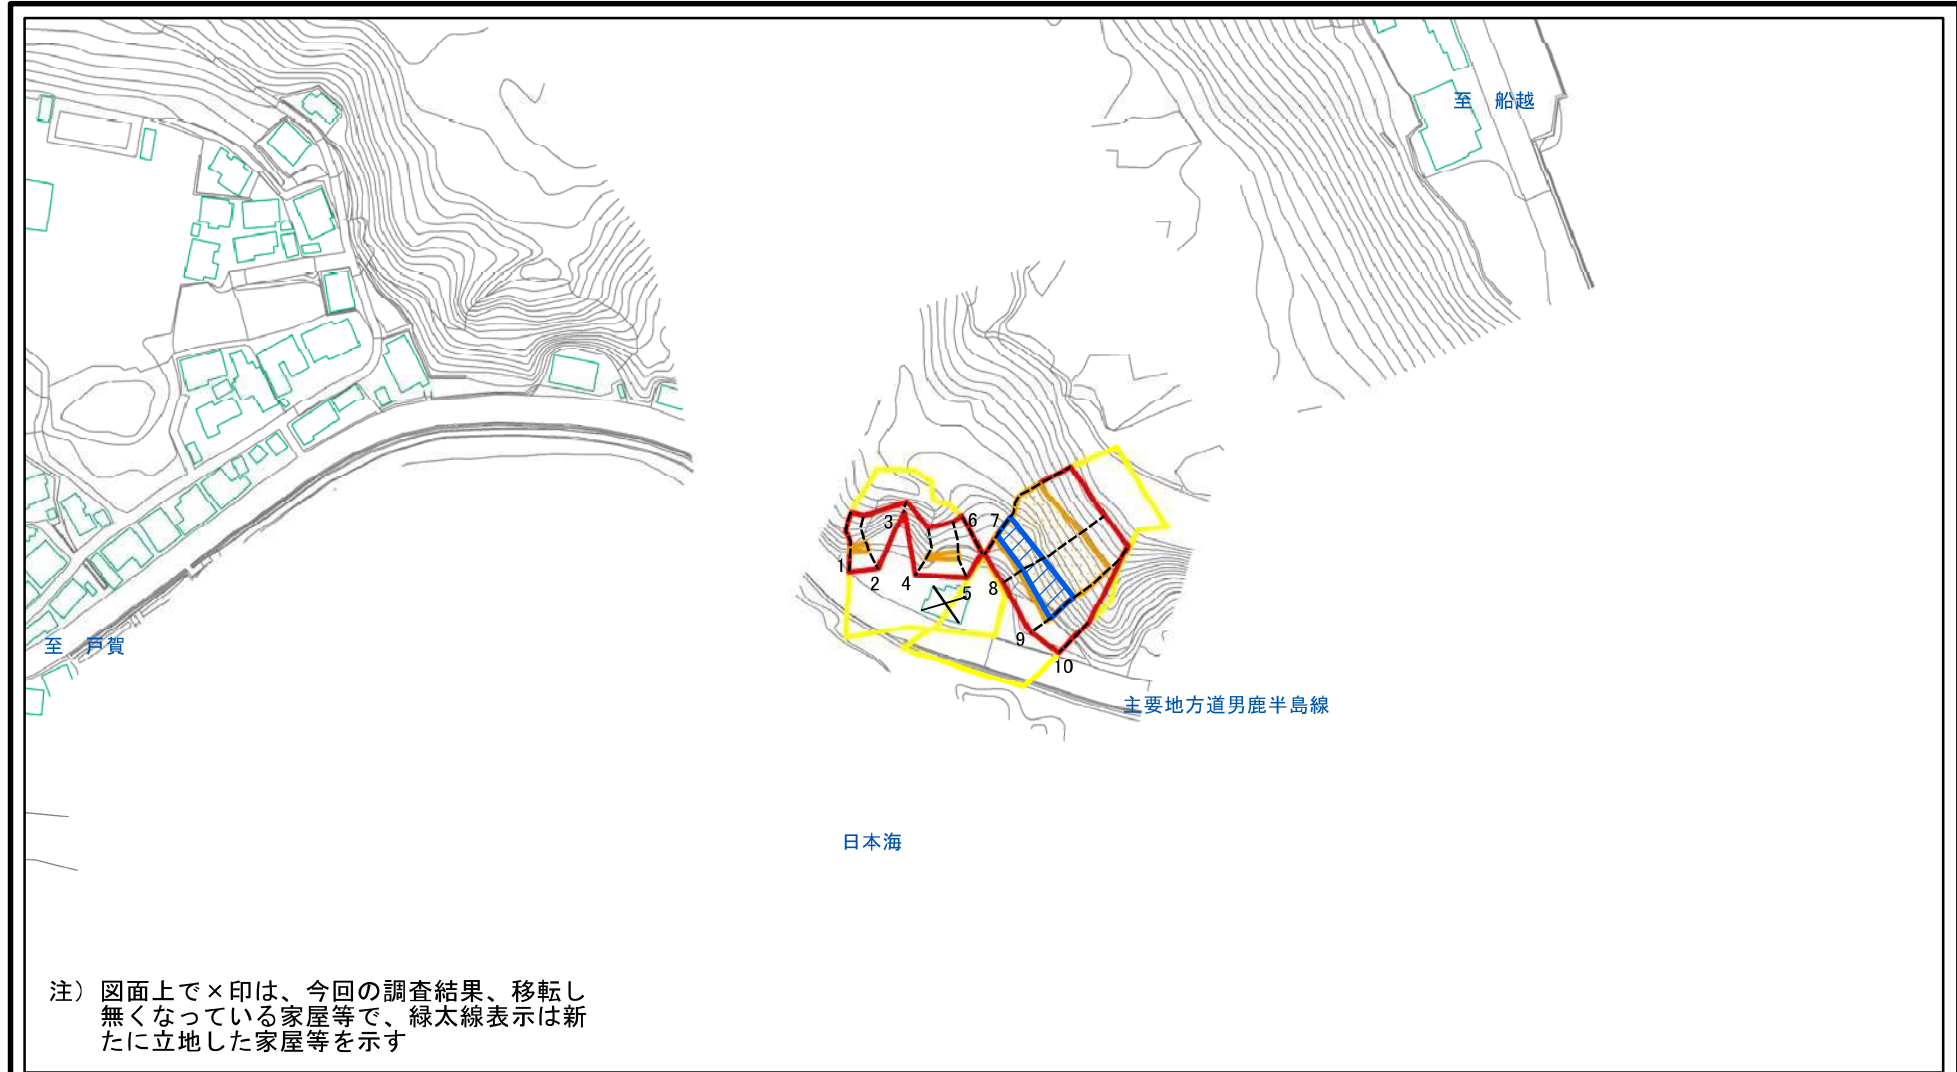 至　船越
3
6
7
1
2
4
5
8
9
10
至　戸賀
主要地方道男鹿半島線
日本海
注）図面上で×印は、今回の調査結果、移転し
無くなっている家屋等で、緑太線表示は新
たに立地した家屋等を示す